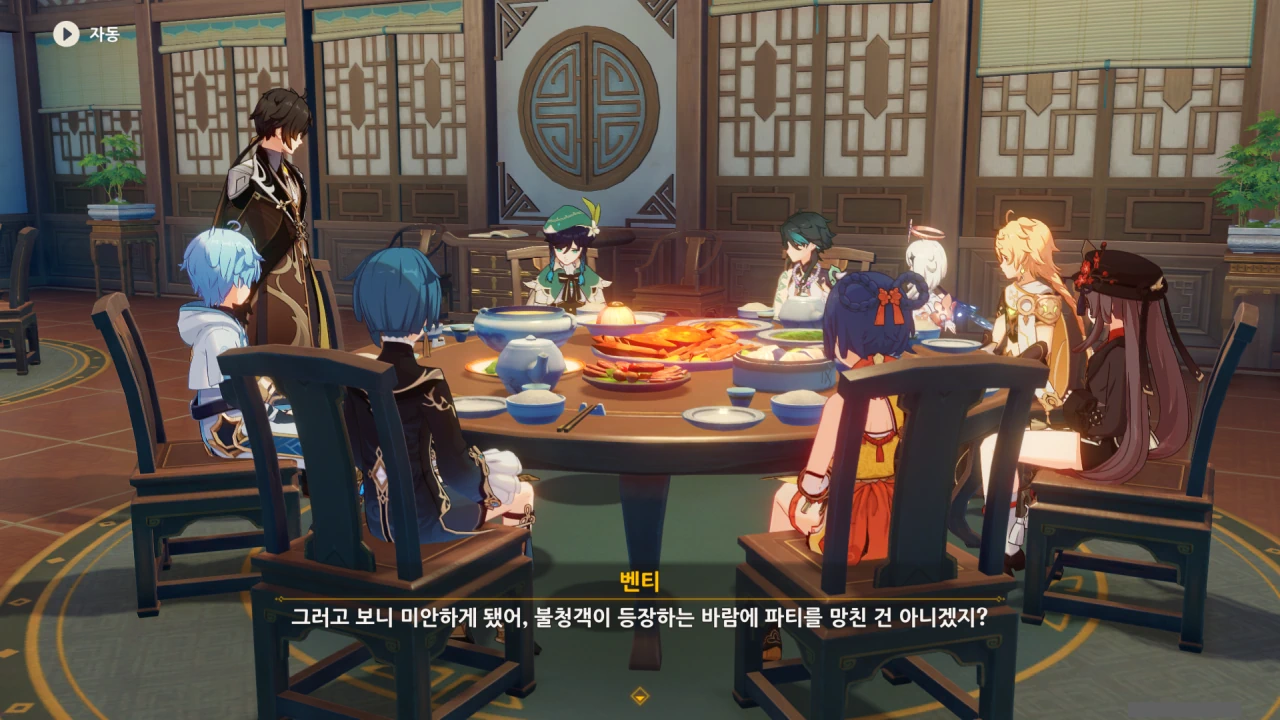 자동
벤티
그러고 보니 미안하게 됐어, 불청객이 등장하는 바람에 파티를 망친 건 아니겠지?